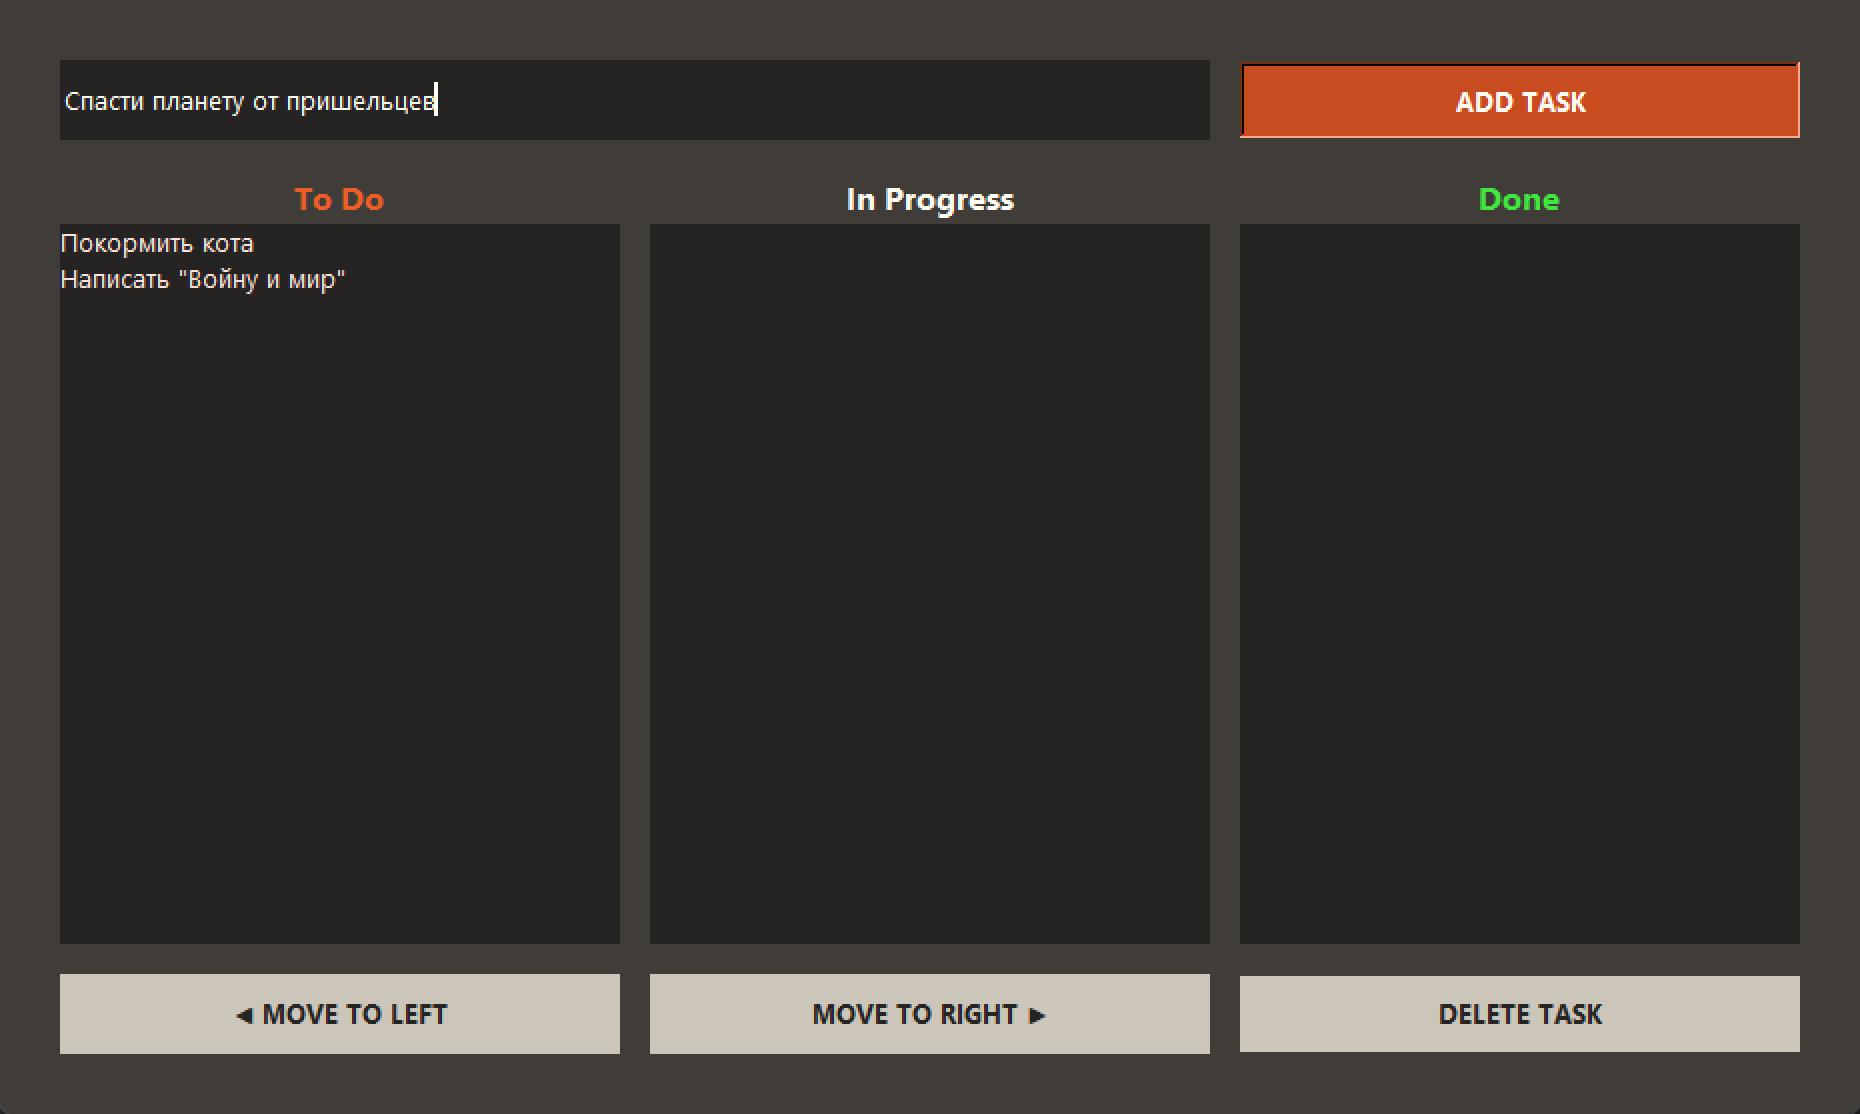 Спасти планету от пришельцев
ADD TASK
To Do
In Progress
Done
Покормить кота
Написать "Войну и мир"
◄ MOVE TO LEFT
MOVE TO RIGHT ►
DELETE TASK